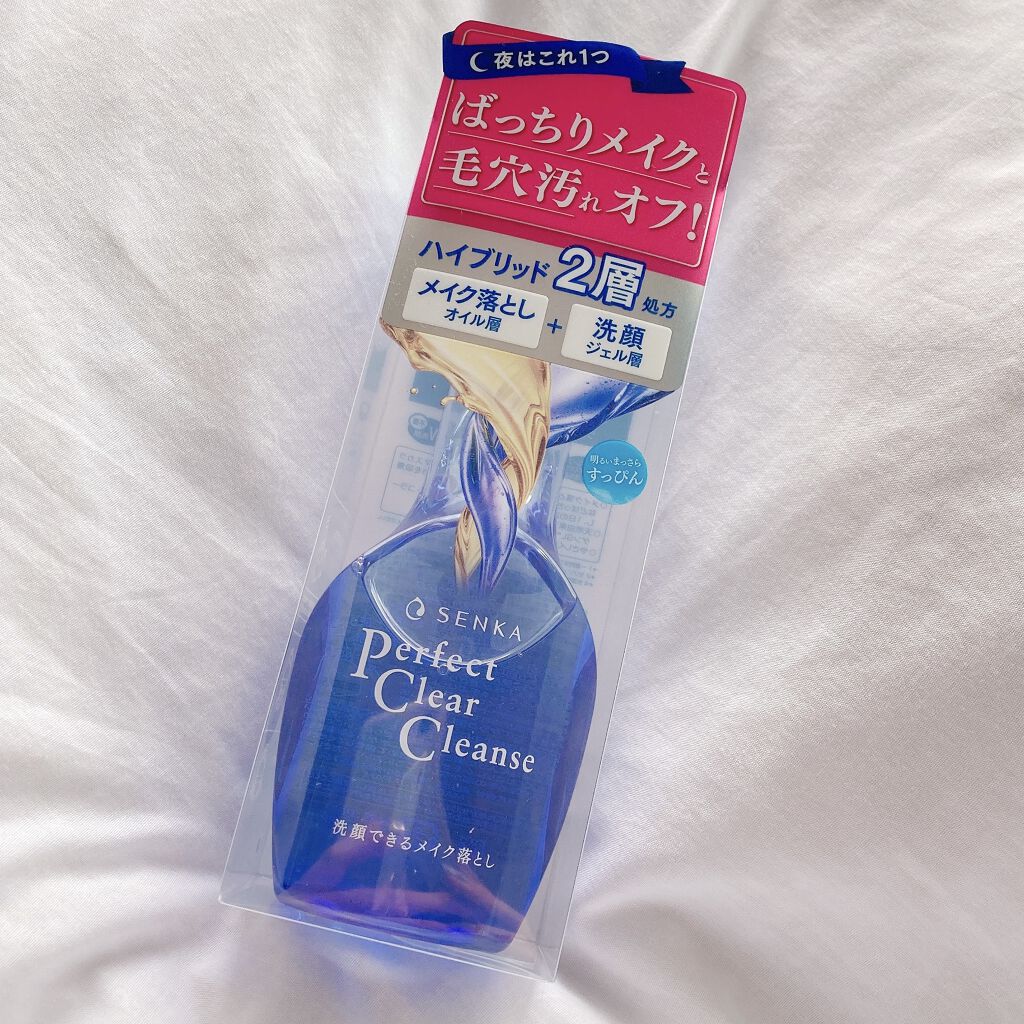 夜はこれ1つ
ばっちりメイクと
毛穴汚れオフ!
ハイブリッド2層処方
メイク落とし
オイル層
+
洗顔
ジェル層
明るいまっさら
すっぴん
SENKA
Perfect
Clear
Cleanse
洗顔できるメイク落とし